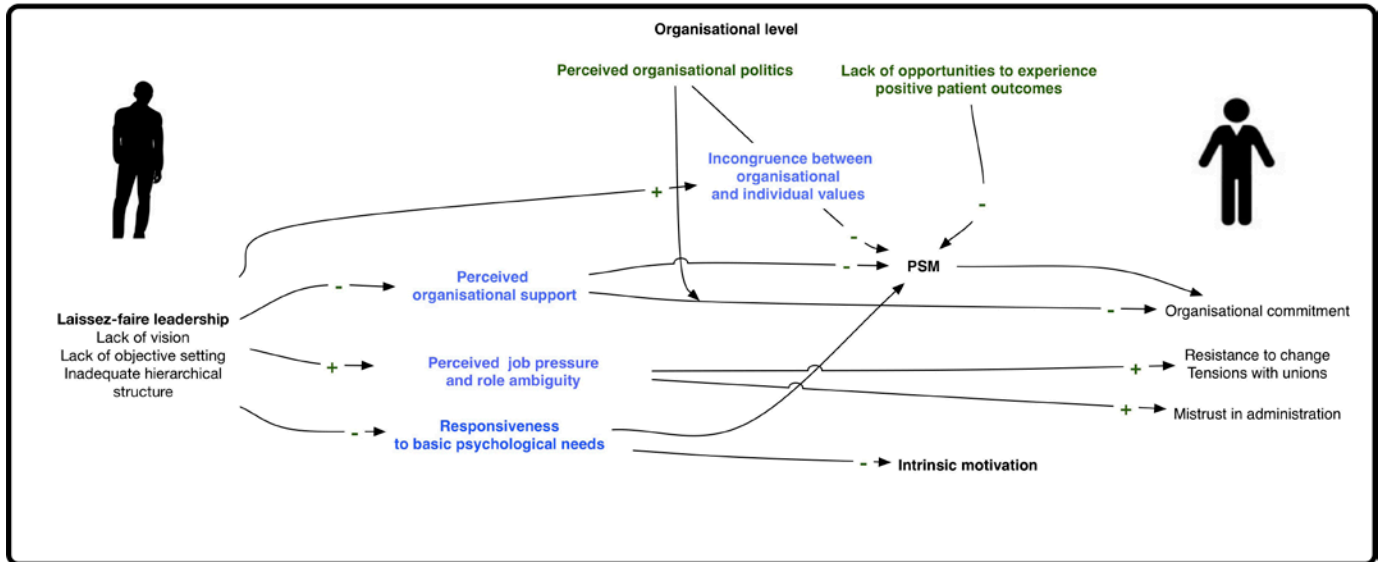 Organisational level
Perceived organisational politics
Lack of opportunities to experience
positive patient outcomes
Incongruence between
organisational
and individual values
+
-
-
PSM
-
Perceived
organisational support
-
-
Organisational commitment
Laissez-faire leadership
Lack of vision
Lack of objective setting
Inadequate hierarchical
structure
+
Perceived job pressure
and role ambiguity
+
Resistance to change
Tensions with unions
+
Mistrust in administration
-
Responsiveness
to basic psychological needs
-
Intrinsic motivation